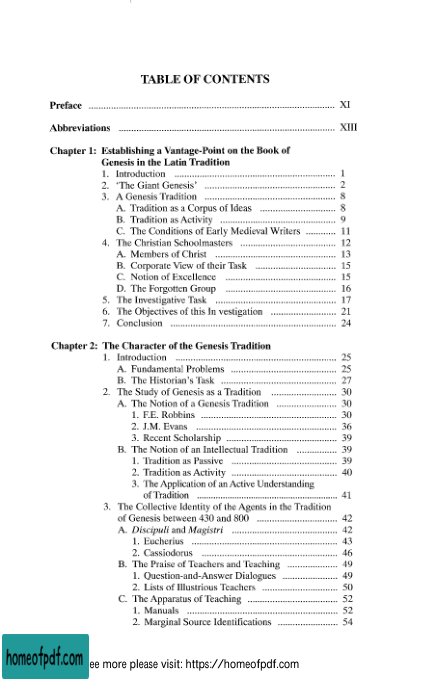 TABLE OF CONTENTS
Preface ........ XI
Abbreviations ........ XIII
Chapter 1: Establishing a Vantage-Point on the Book of
Genesis in the Latin Tradition
1. Introduction ........ 1
2. 'The Giant Genesis' ........ 2
3. A Genesis Tradition ........ 8
A. Tradition as a Corpus of Ideas ........ 8
B. Tradition as Activity ........ 9
C. The Conditions of Early Medieval Writers ........ 11
4. The Christian Schoolmasters ........ 12
A. Members of Christ ........ 13
B. Corporate View of their Task ........ 15
C. Notion of Excellence ........ 15
D. The Forgotten Group ........ 16
5. The Investigative Task ........ 17
6. The Objectives of this In vestigation ........ 21
7. Conclusion ........ 24
Chapter 2: The Character of the Genesis Tradition
1. Introduction ........ 25
A. Fundamental Problems ........ 25
B. The Historian's Task ........ 27
2. The Study of Genesis as a Tradition ........ 30
A. The Notion of a Genesis Tradition ........ 30
1. F.E. Robbins ........ 30
2. J.M. Evans ........ 36
3. Recent Scholarship ........ 39
B. The Notion of an Intellectual Tradition ........ 39
1. Tradition as Passive ........ 39
2. Tradition as Activity ........ 40
3. The Application of an Active Understanding
of Tradition ........ 41
3. The Collective Identity of the Agents in the Tradition
of Genesis between 430 and 800 ........ 42
A. Discipuli and Magistri ........ 42
1. Eucherius ........ 43
2. Cassiodorus ........ 46
B. The Praise of Teachers and Teaching ........ 49
1. Question-and-Answer Dialogues ........ 49
2. Lists of Illustrious Teachers ........ 50
C. The Apparatus of Teaching ........ 52
1. Manuals ........ 52
2. Marginal Source Identifications ........ 54
homeofpdf.com
ee more please visit: https://homeofpdf.com